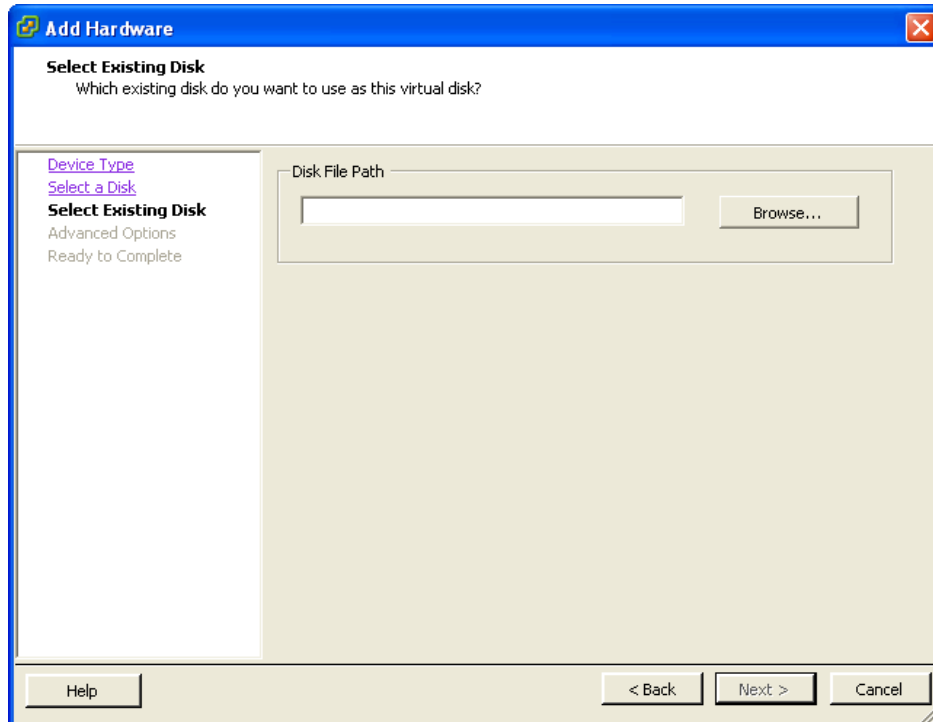 Add Hardware
Select Existing Disk
Which existing disk do you want to use as this virtual disk?
Device Type
Select a Disk
Select Existing Disk
Advanced Options
Ready to Complete
Disk File Path
Browse...
Help
< Back
Next >
Cancel